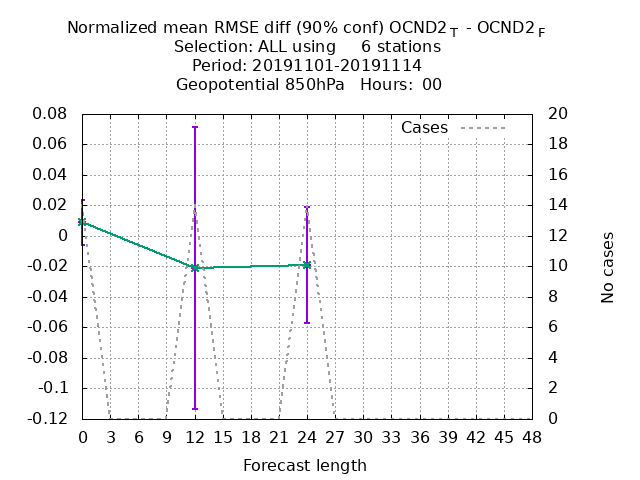 Normalized mean RMSE diff (90% conf) OCND2 T - OCND2 F
Selection: ALL using 6 stations
Period: 20191101-20191114
Geopotential 850hPa Hours: 00
Cases
0.08
0.06
0.04
0.02
0
-0.02
-0.04
-0.06
-0.08
-0.1
-0.12
20
18
16
14
12
10
8
6
4
2
0
No cases
0 3 6 9 12 15 18 21 24 27 30 33 36 39 42 45 48
Forecast length